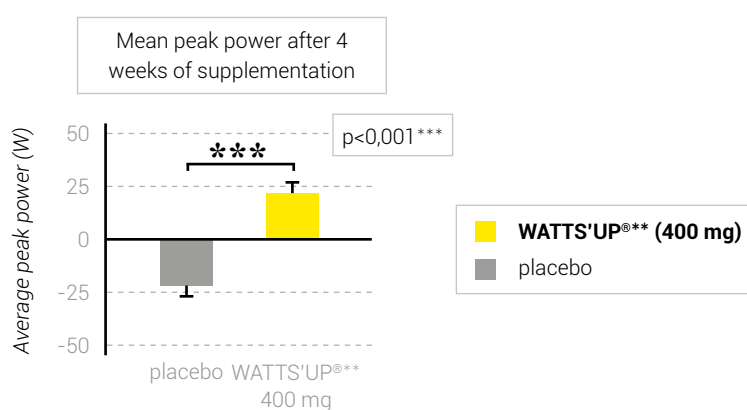 Mean peak power after 4
weeks of supplementation
Average peak power (W)
50
25
0
-25
-50
***
p<0,001***
placebo
WATTS'UP®**
400 mg
WATTS'UP®** (400 mg)
placebo